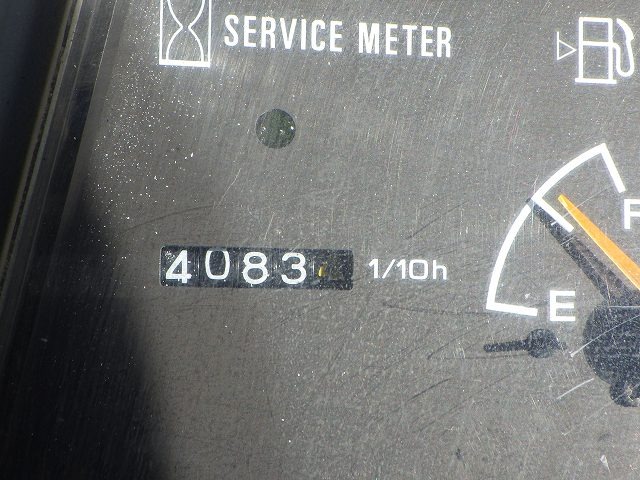 SERVICE METER
4083
1/10h
F
E